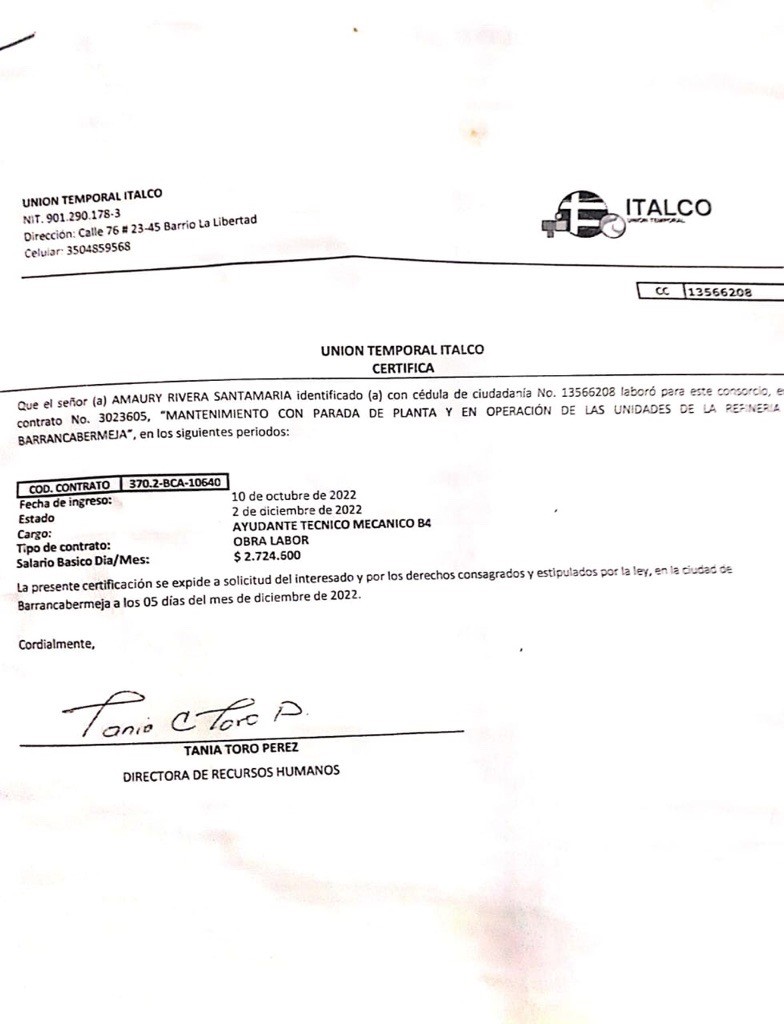 UNION TEMPORAL ITALCO
NIT. 901.290.178-3
Dirección: Calle 76 # 23-45 Barrio La Libertad
Celular: 3504859568
ITALCO
UNION TEMPORAL
CC 13566208
UNION TEMPORAL ITALCO
CERTIFICA
Que el señor (a) AMAURY RIVERA SANTAMARIA identificado (a) con cédula de ciudadanía No. 13566208 laboró para este consorcio, e
contrato No. 3023605, "MANTENIMIENTO CON PARADA DE PLANTA Y EN OPERACIÓN DE LAS UNIDADES DE LA REFINERIA
BARRANCABERMEJA", en los siguientes periodos:
COD. CONTRATO 370.2-BCA-10640
Fecha de ingreso: 10 de octubre de 2022
Estado 2 de diciembre de 2022
Cargo: AYUDANTE TECNICO MECANICO B4
Tipo de contrato: OBRA LABOR
Salario Basico Dia/Mes: $ 2.724.600
La presente certificación se expide a solicitud del interesado y por los derechos consagrados y estipulados por la ley, en la ciudad de
Barrancabermeja a los 05 días del mes de diciembre de 2022.
Cordialmente,
Tania C Toro P.
TANIA TORO PEREZ
DIRECTORA DE RECURSOS HUMANOS